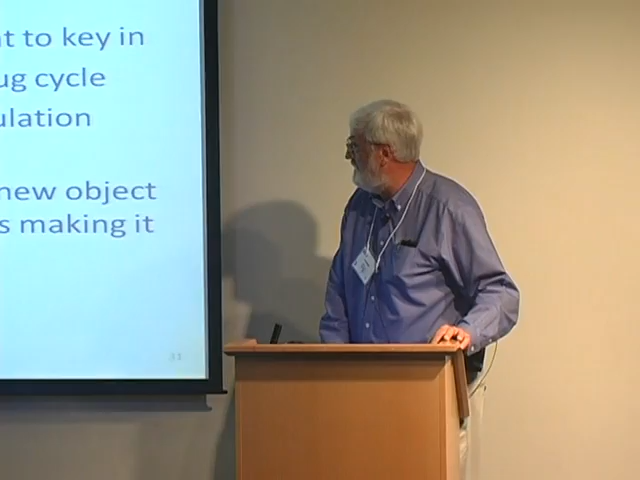 t to key in
ug cycle
ulation
new object
s making it